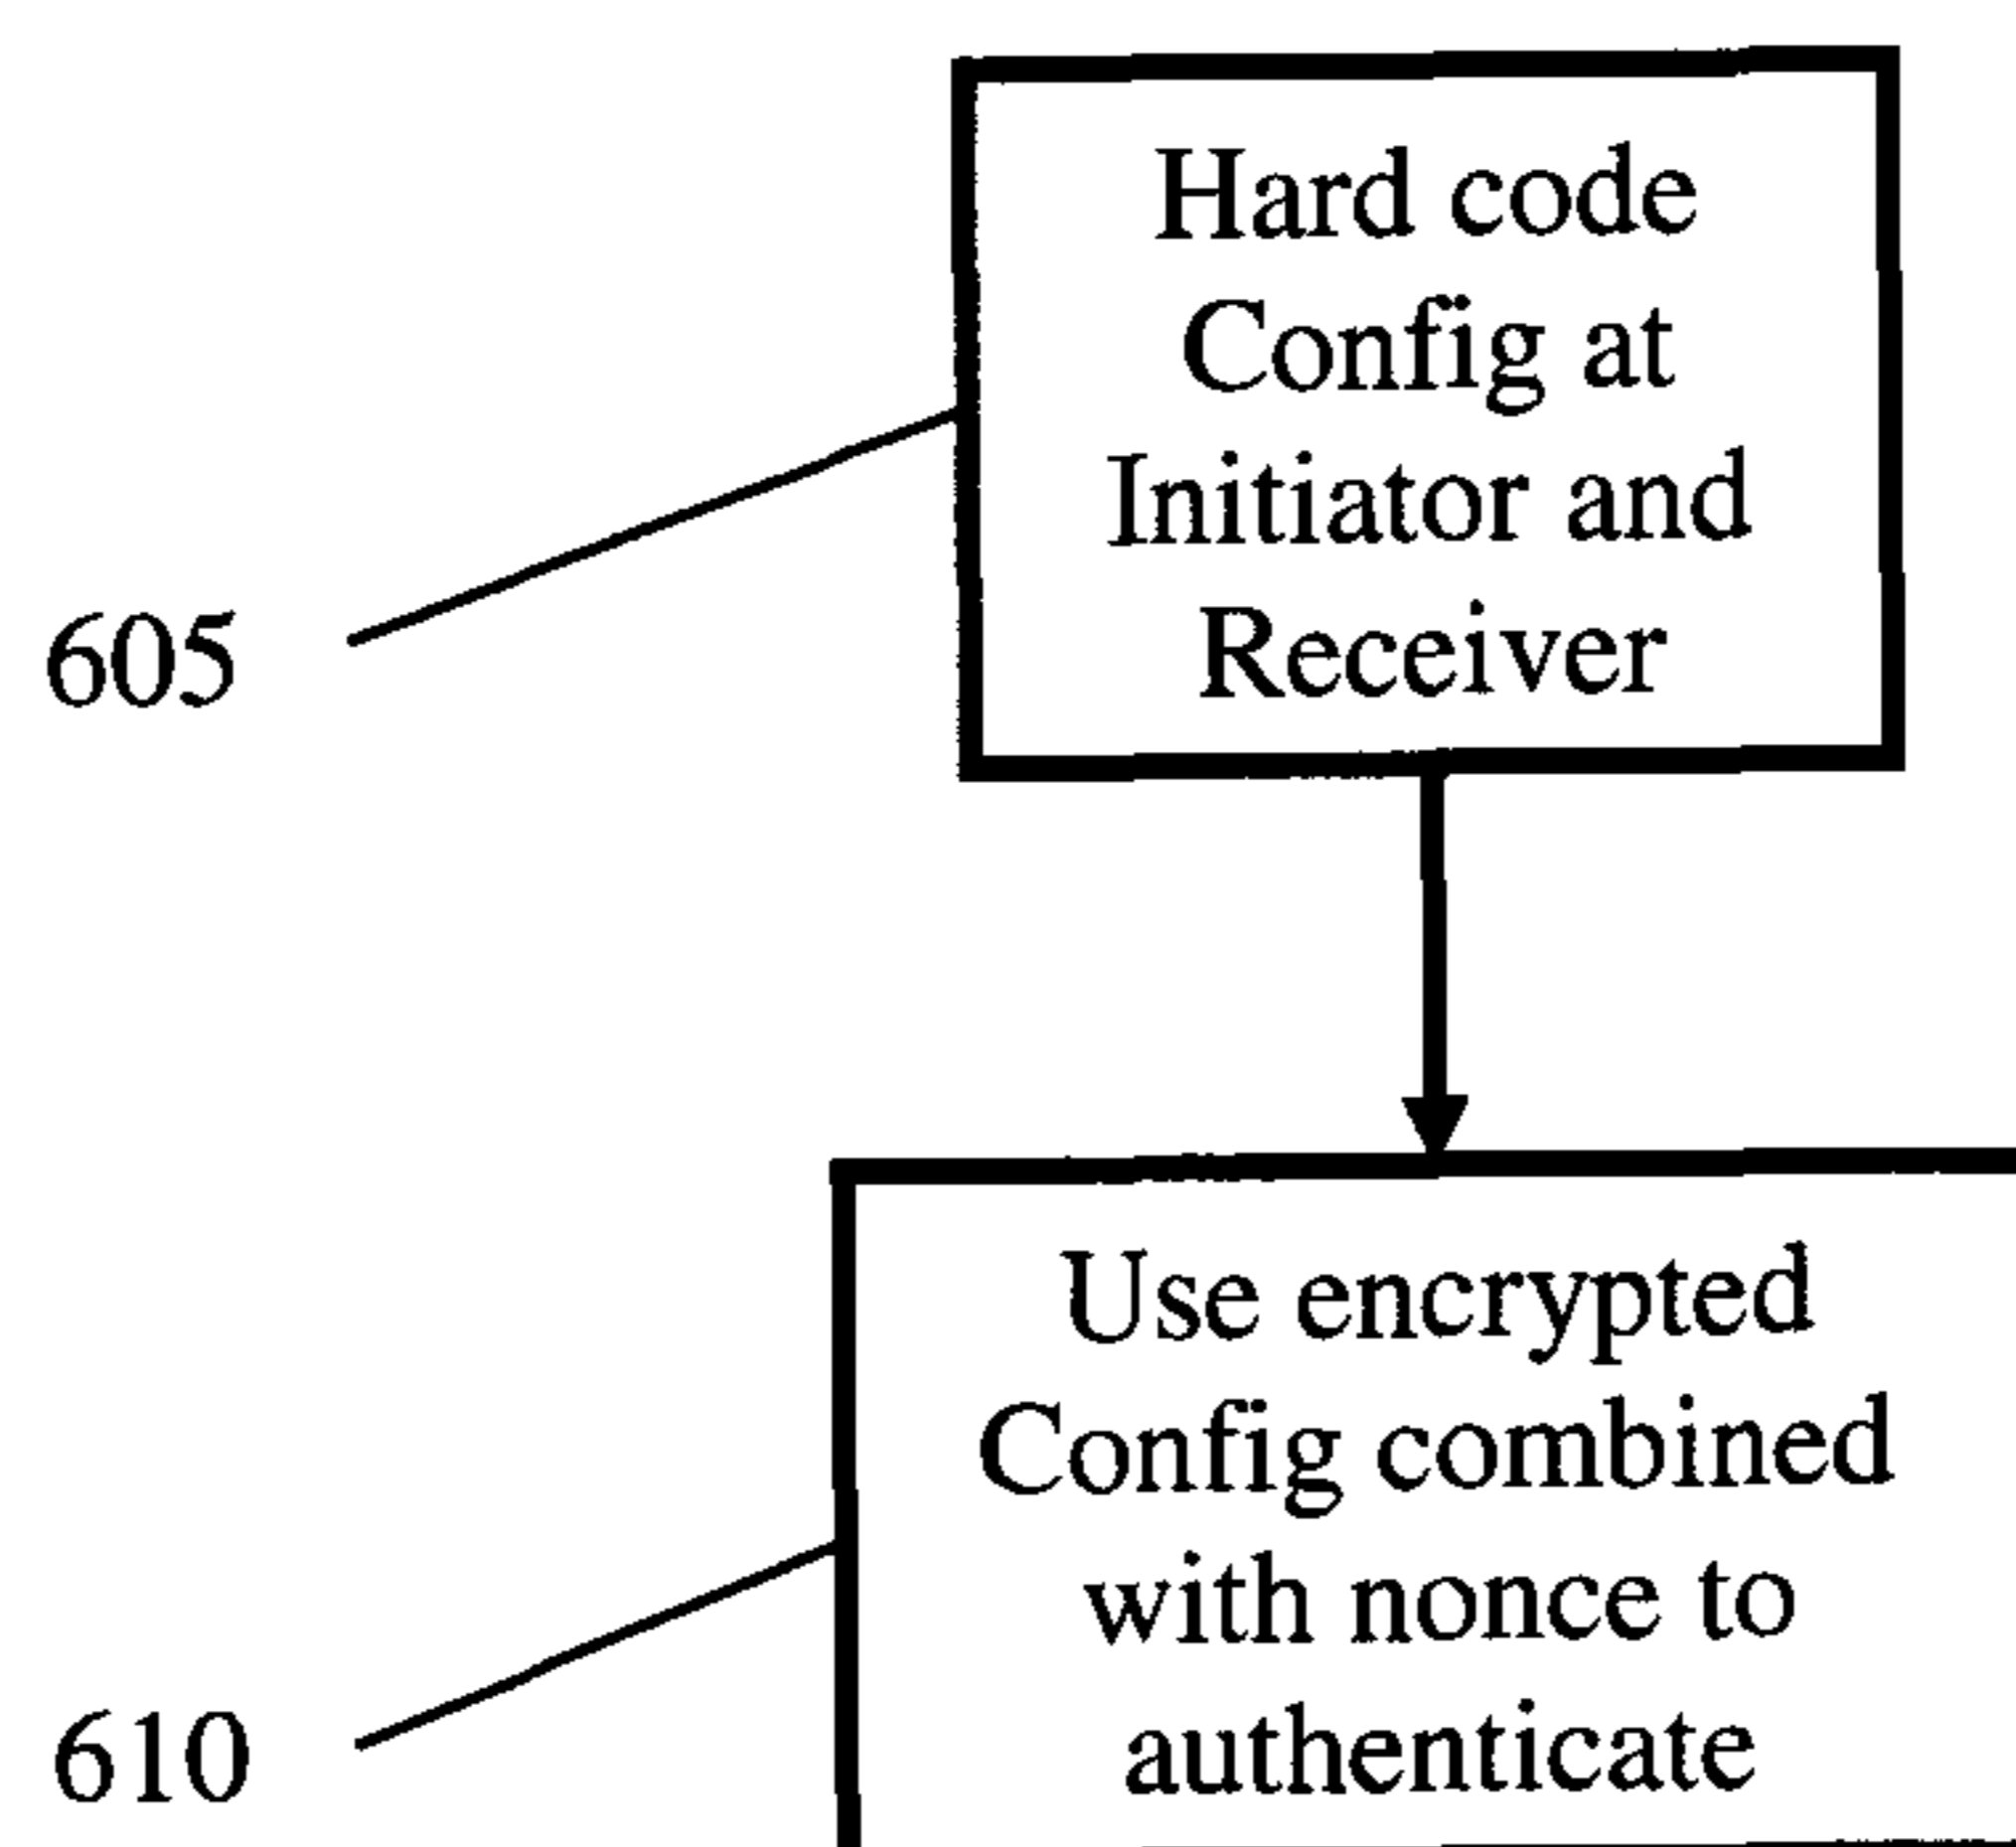 Hard code
Config at
Initiator and
Receiver
605
Use encrypted
Config combined
with nonce to
authenticate
610